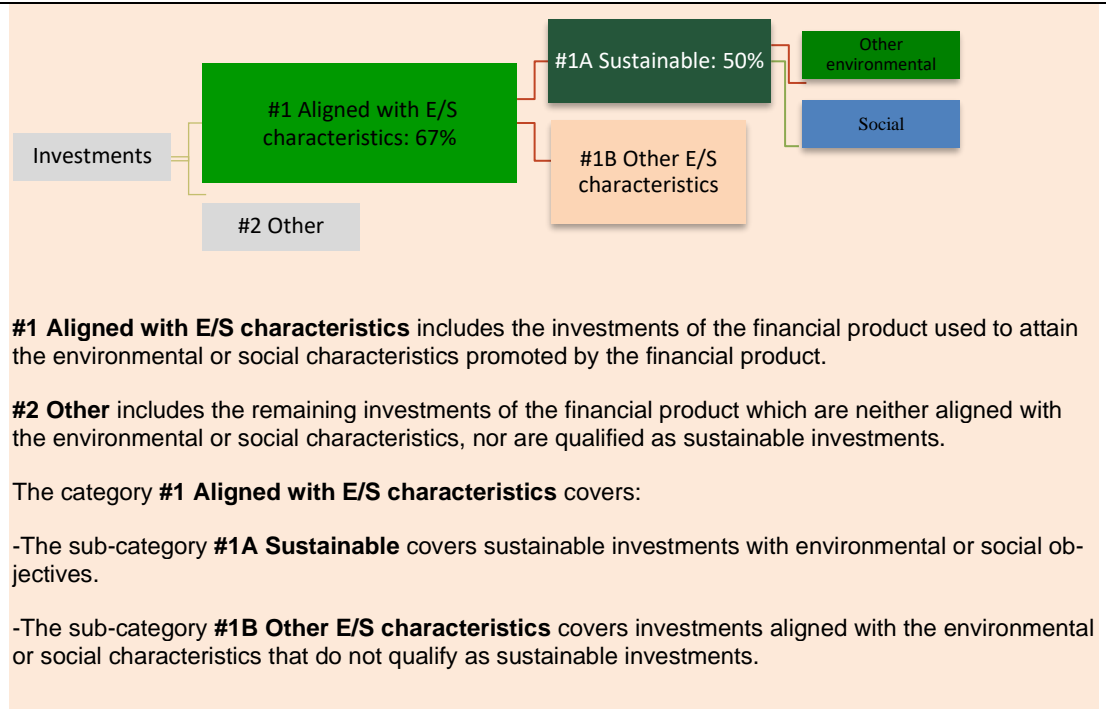 Investments
#1 Aligned with E/S
characteristics: 67%
#2 Other
#1A Sustainable: 50%
#1B Other E/S
characteristics
Other
environmental
Social
#1 Aligned with E/S characteristics includes the investments of the financial product used to attain
the environmental or social characteristics promoted by the financial product.
#2 Other includes the remaining investments of the financial product which are neither aligned with
the environmental or social characteristics, nor are qualified as sustainable investments.
The category #1 Aligned with E/S characteristics covers:
-The sub-category #1A Sustainable covers sustainable investments with environmental or social ob-
jectives.
-The sub-category #1B Other E/S characteristics covers investments aligned with the environmental
or social characteristics that do not qualify as sustainable investments.